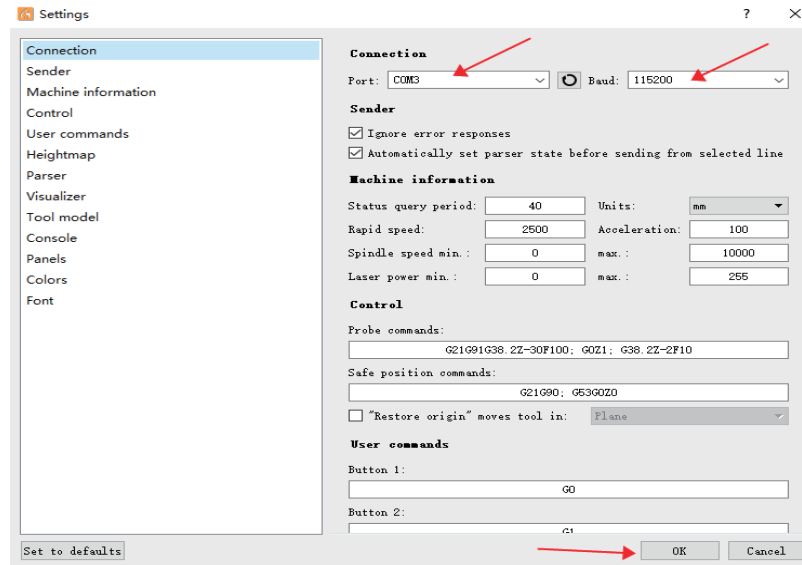 Settings
?
Connection
Sender
Machine information
Control
User commands
Heightmap
Parser
Visualizer
Tool model
Console
Panels
Colors
Font
Connection
Port: COM3 Baud: 115200
Sender
Ignore error responses
Automatically set parser state before sending from selected line
Machine information
Status query period: 40 Units: mm
Rapid speed: 2500 Acceleration: 100
Spindle speed min.: 0 max.: 10000
Laser power min.: 0 max.: 255
Control
Probe commands:
G21G91G38.2Z-30F100; G0Z1; G38.2Z-2F10
Safe position commands:
G21G90; G53G0Z0
"Restore origin" moves tool in: Plane
User commands
Button 1:
G0
Button 2:
G1
Set to defaults OK Cancel